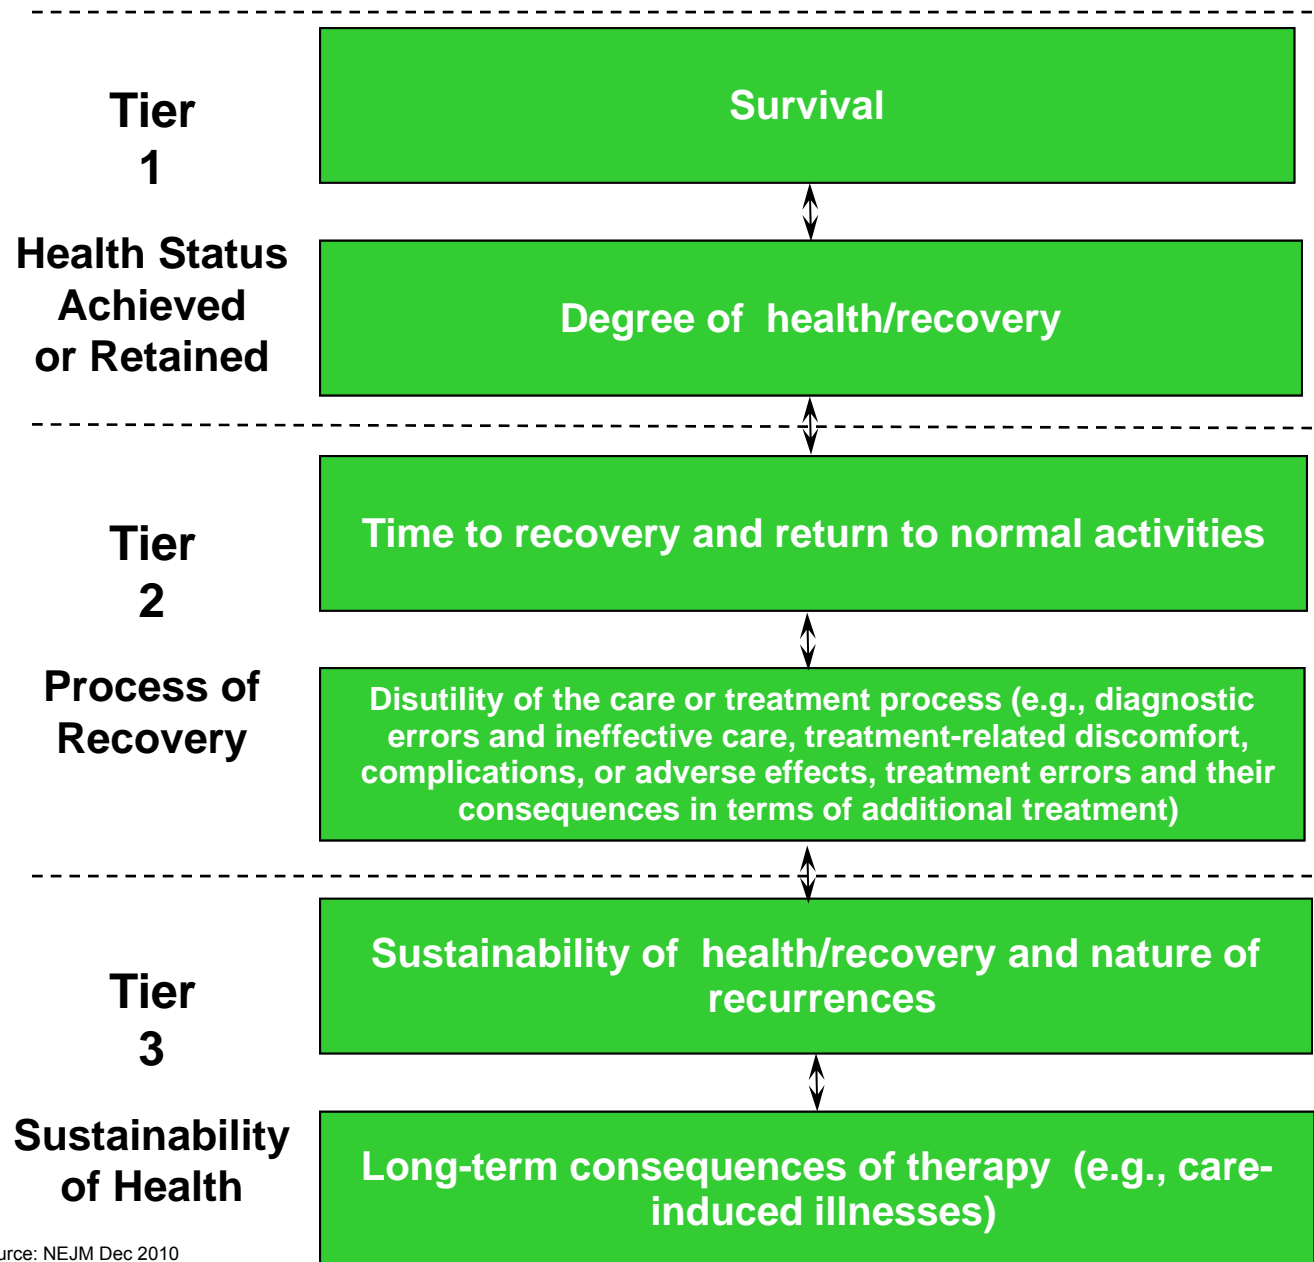 Tier
1
Health Status
Achieved
or Retained
Survival
Degree of health/recovery
Tier
2
Process of
Recovery
Time to recovery and return to normal activities
Disutility of the care or treatment process (e.g., diagnostic
errors and ineffective care, treatment-related discomfort,
complications, or adverse effects, treatment errors and their
consequences in terms of additional treatment)
Tier
3
Sustainability
of Health
Sustainability of health/recovery and nature of
recurrences
Long-term consequences of therapy (e.g., care-
induced illnesses)
urce: NEJM Dec 2010